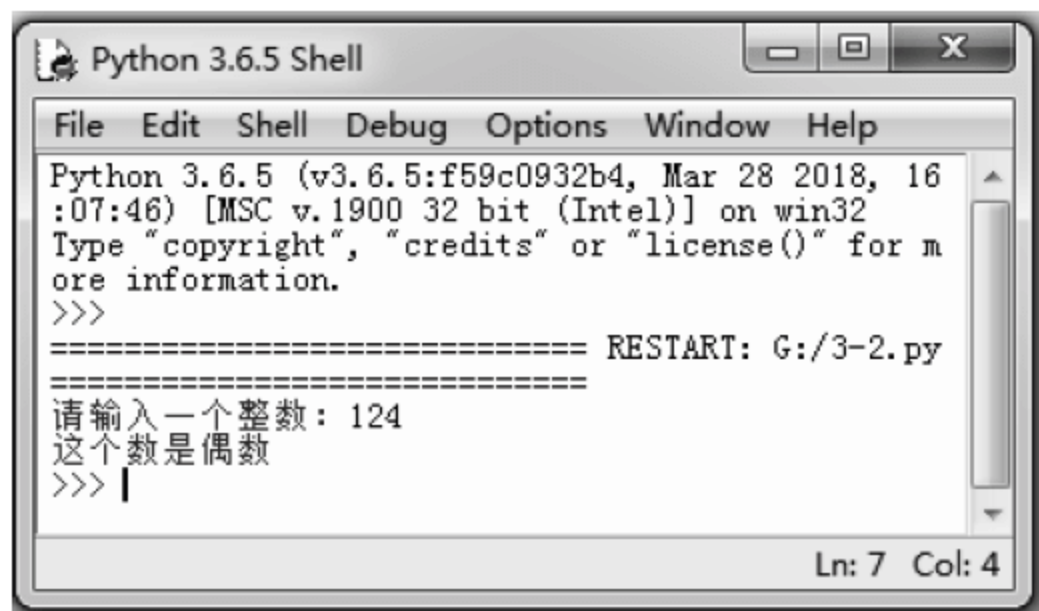 Python 3.6.5 Shell
File Edit Shell Debug Options Window Help
Python 3.6.5 (v3.6.5:f59c0932b4, Mar 28 2018, 16
:07:46) [MSC v.1900 32 bit (Intel)] on win32
Type "copyright", "credits" or "license()" for m
ore information.
>>>
============================= RESTART: G:/3-2.py
=============================
请输入一个整数: 124
这个数是偶数
>>>
Ln: 7 Col: 4